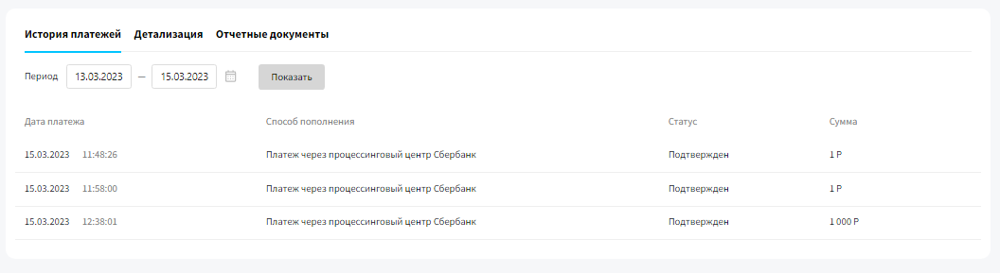 История платежей Детализация Отчетные документы
Период 13.03.2023 — 15.03.2023 Показать
Дата платежа Способ пополнения Статус Сумма
15.03.2023 11:48:26 Платеж через процессинговый центр Сбербанк Подтвержден 1 Р
15.03.2023 11:58:00 Платеж через процессинговый центр Сбербанк Подтвержден 1 Р
15.03.2023 12:38:01 Платеж через процессинговый центр Сбербанк Подтвержден 1 000 Р